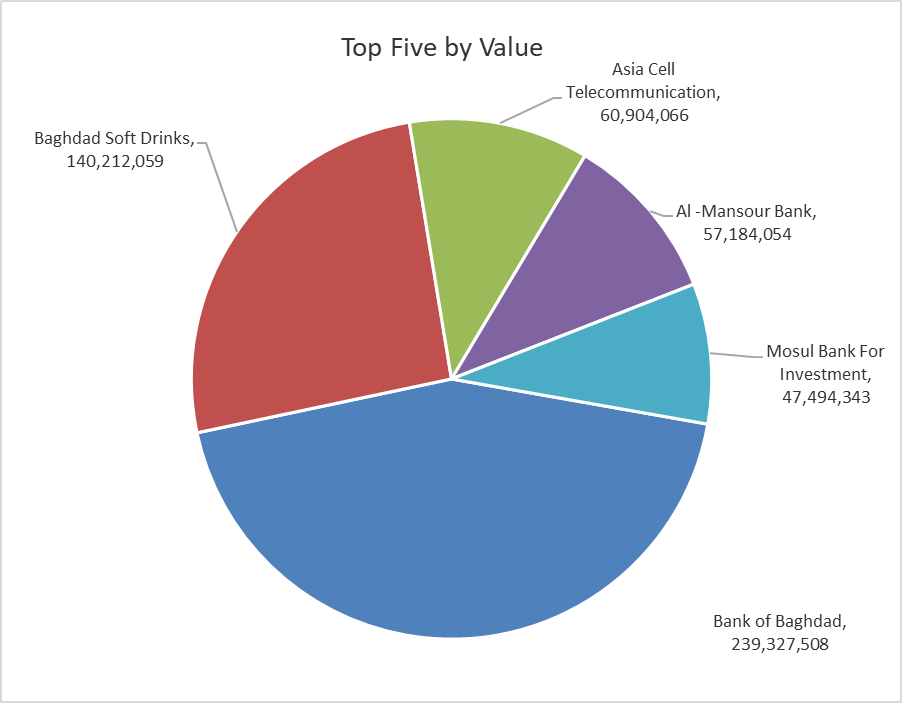 Top Five by Value
Asia Cell
Telecommunication,
60,904,066
Baghdad Soft Drinks,
140,212,059
Al -Mansour Bank,
57,184,054
Mosul Bank For
Investment,
47,494,343
Bank of Baghdad,
239,327,508